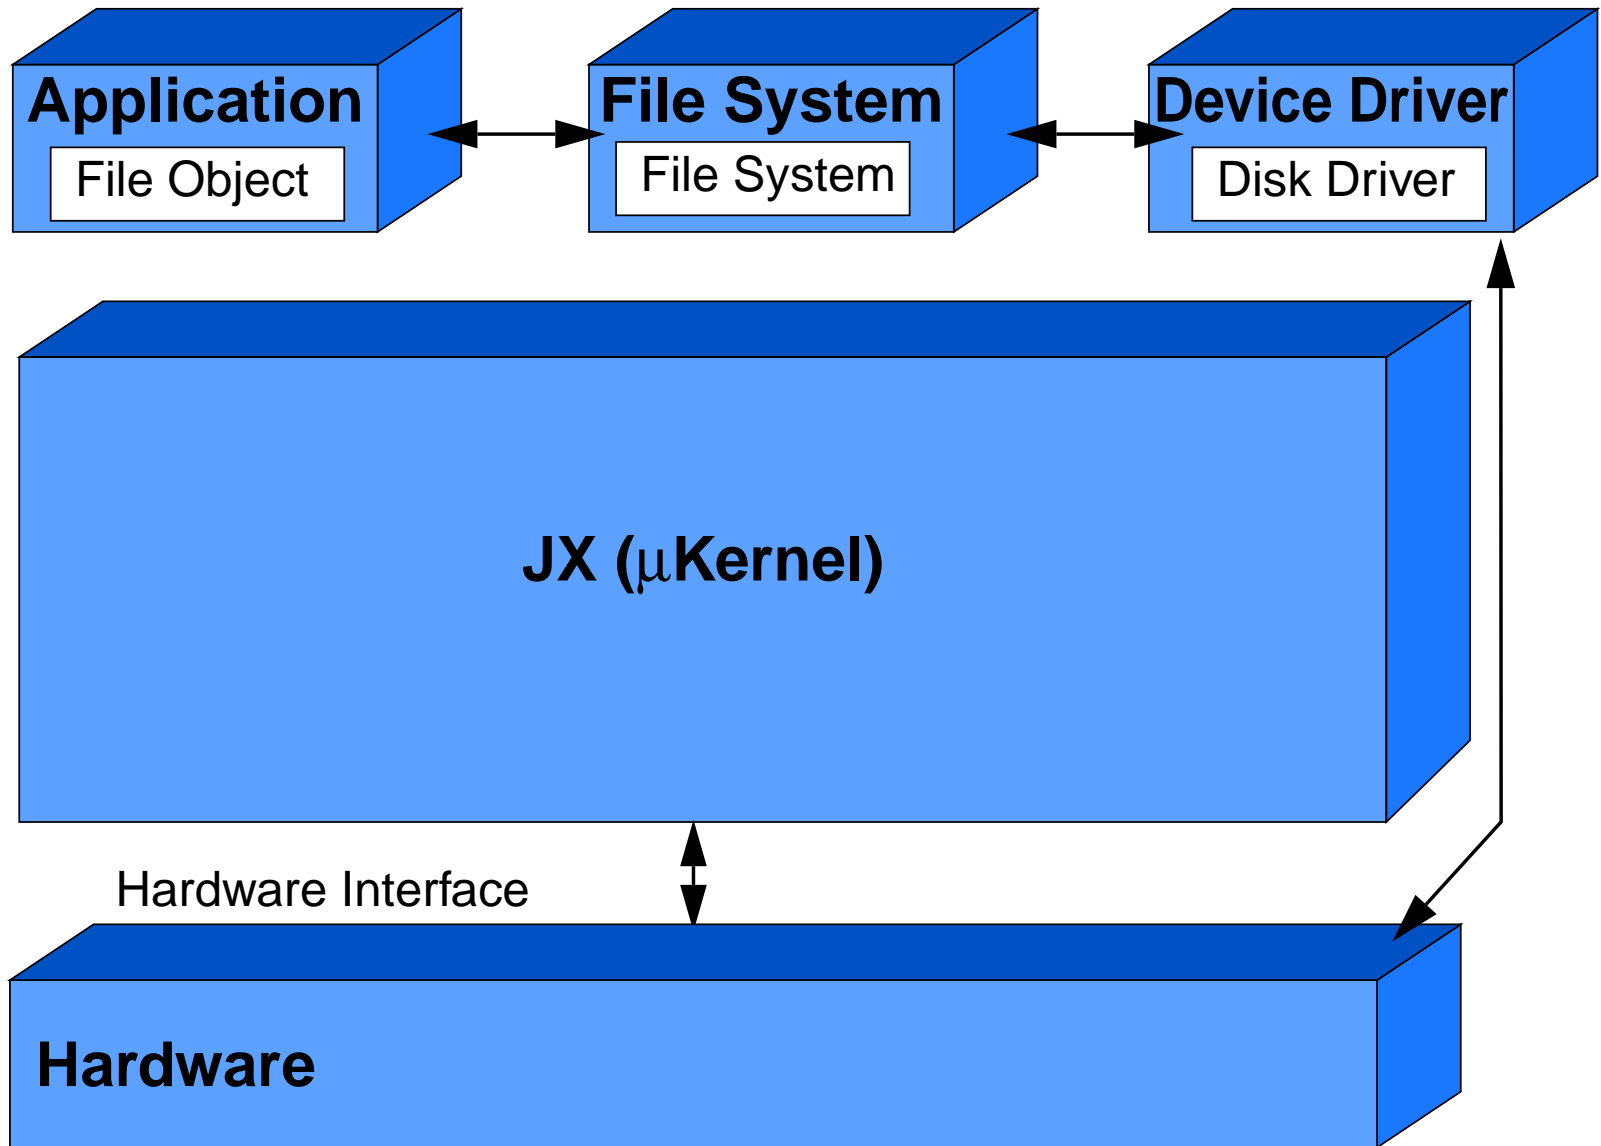 Application
File System
Device Driver
File Object
File System
Disk Driver
JX (μKernel)
Hardware Interface
Hardware